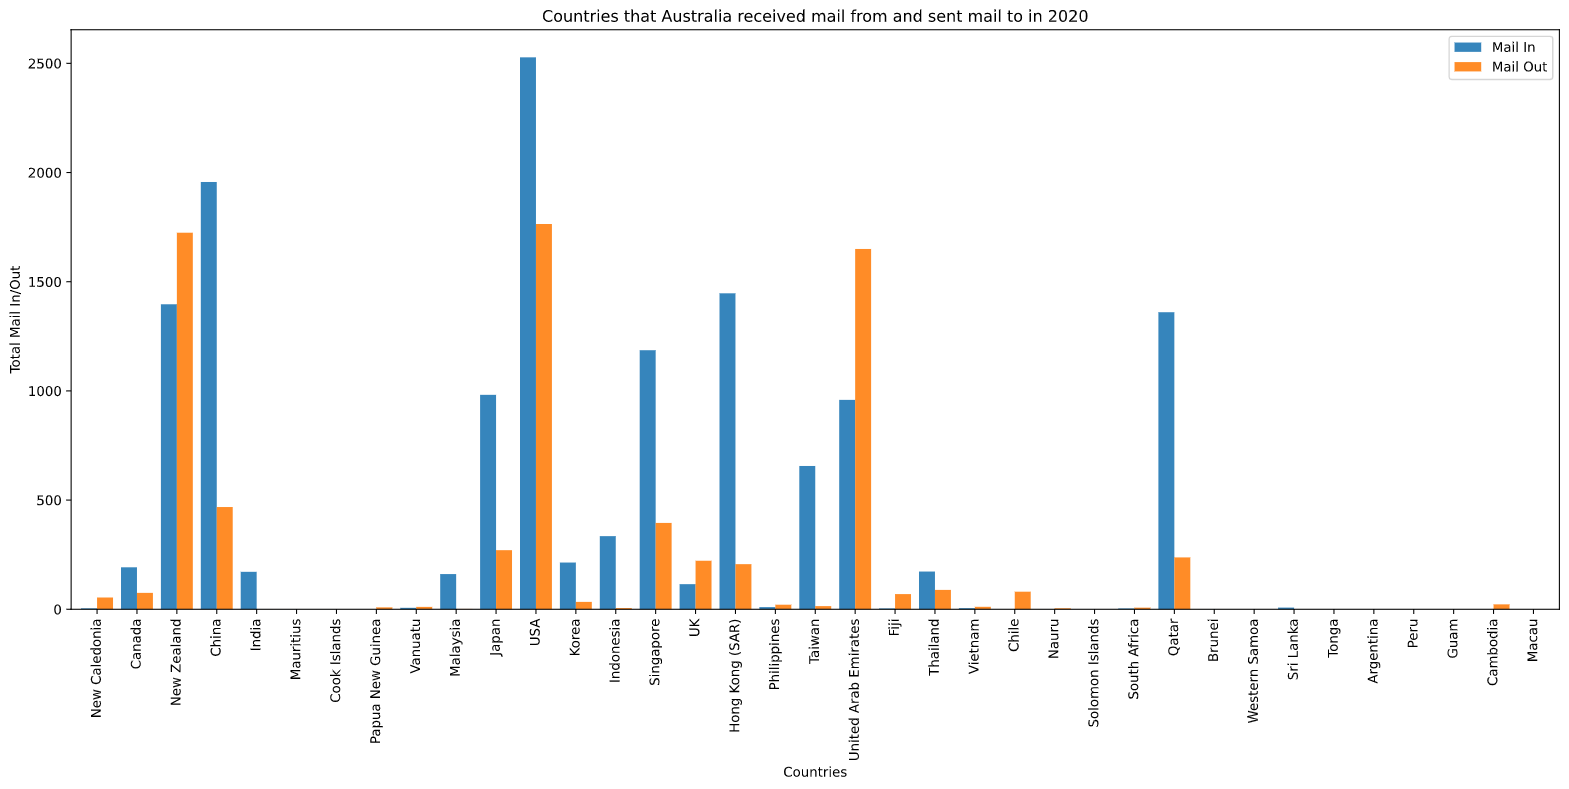 Countries that Australia received mail from and sent mail to in 2020
Mail In
Mail Out
Total Mail In/Out
2500
2000
1500
1000
500
0
New Caledonia
Canada
New Zealand
China
India
Mauritius
Cook Islands
Papua New Guinea
Vanuatu
Malaysia
Japan
USA
Korea
Indonesia
Singapore
UK
Hong Kong (SAR)
Philippines
Taiwan
United Arab Emirates
Fiji
Thailand
Vietnam
Chile
Nauru
Solomon Islands
South Africa
Qatar
Brunei
Western Samoa
Sri Lanka
Tonga
Argentina
Peru
Guam
Cambodia
Macau
Countries